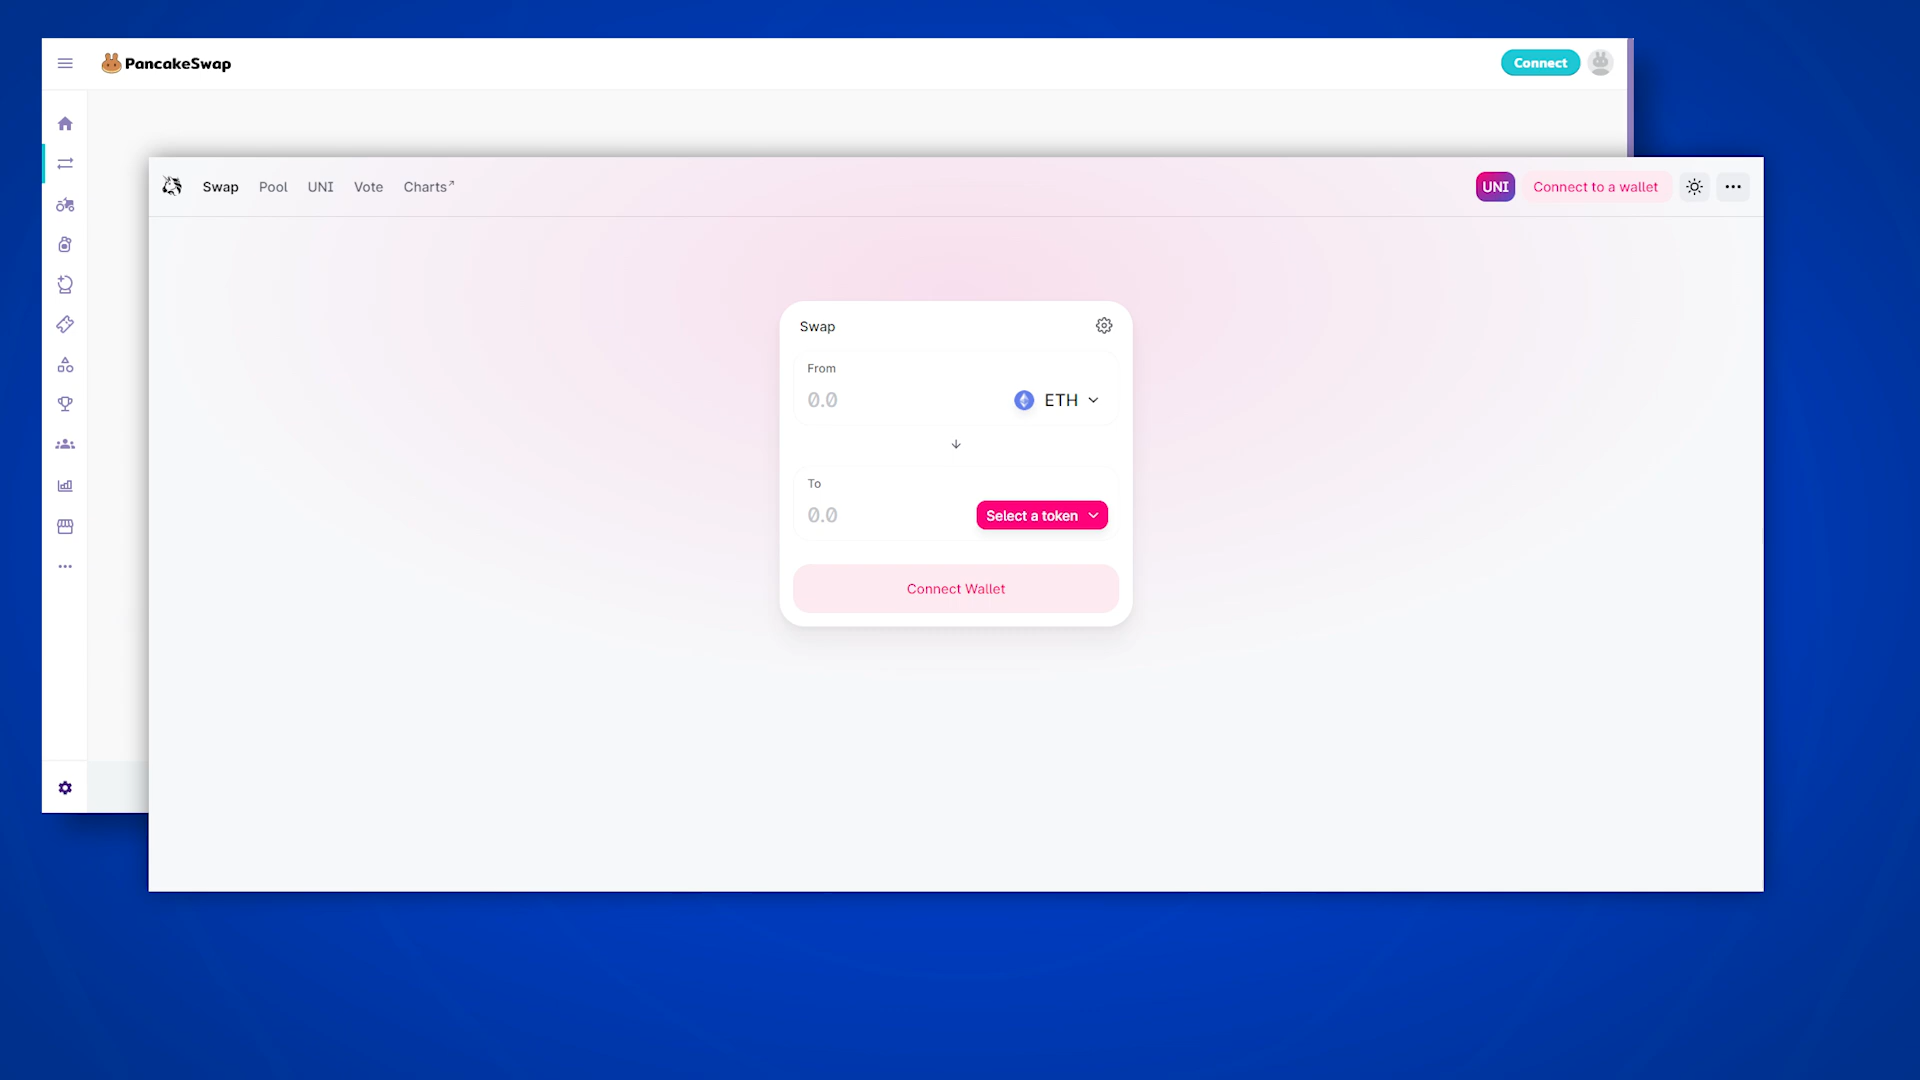 PancakeSwap
Connect
Swap Pool UNI Vote Charts↗
UNI Connect to a wallet
Swap
From
0.0 ETH
To
0.0 Select a token
Connect Wallet